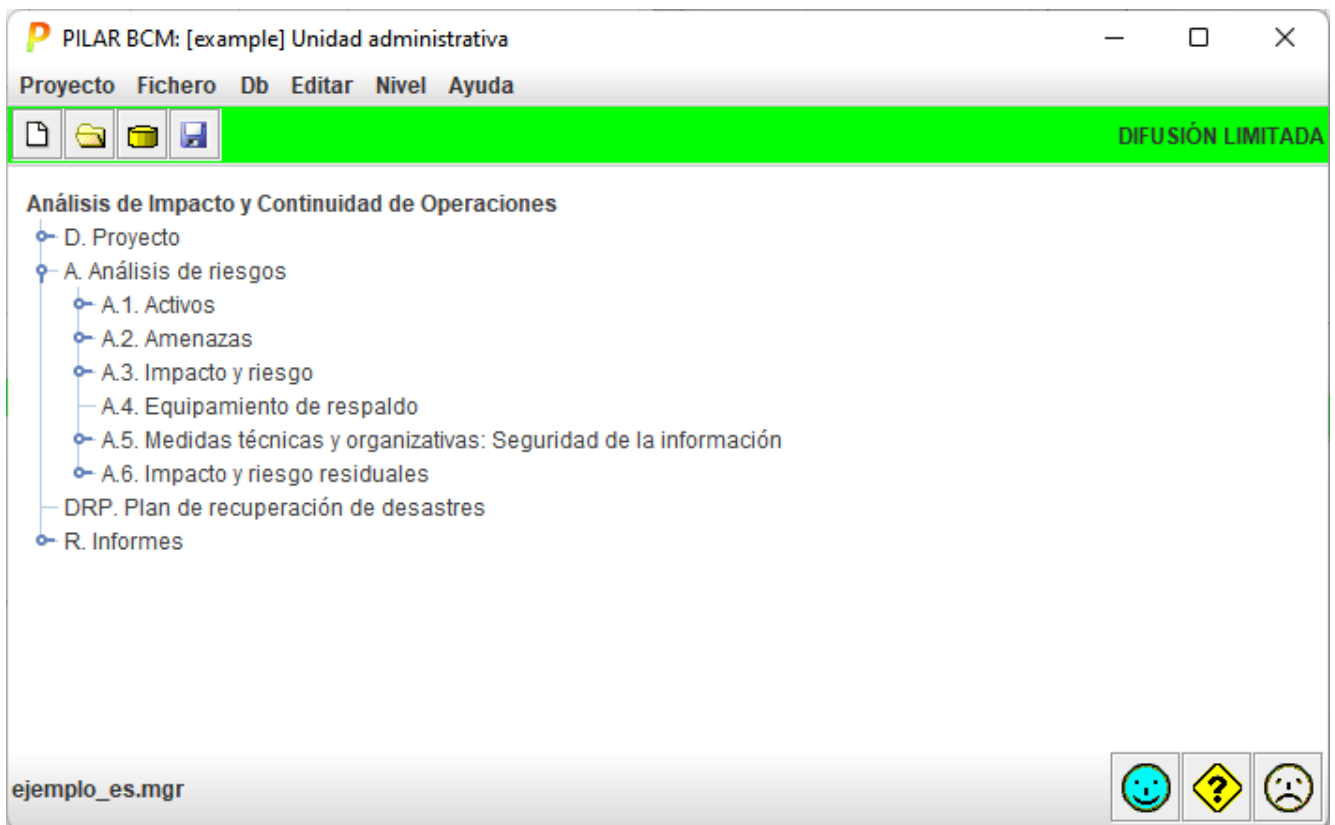 PILAR BCM: [example] Unidad administrativa
Proyecto Fichero Db Editar Nivel Ayuda
DIFUSIÓN LIMITADA
Análisis de Impacto y Continuidad de Operaciones
D. Proyecto
A. Análisis de riesgos
A.1. Activos
A.2. Amenazas
A.3. Impacto y riesgo
A.4. Equipamiento de respaldo
A.5. Medidas técnicas y organizativas: Seguridad de la información
A.6. Impacto y riesgo residuales
DRP. Plan de recuperación de desastres
R. Informes
ejemplo_es.mgr